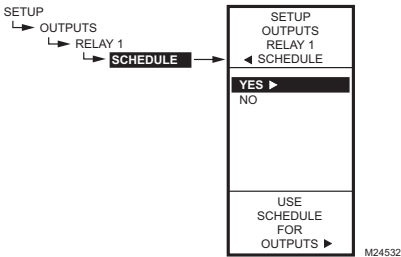 SETUP
OUTPUTS
RELAY 1
SCHEDULE
SETUP
OUTPUTS
RELAY 1
◄ SCHEDULE
YES ►
NO
USE
SCHEDULE
FOR
OUTPUTS ►
M24532